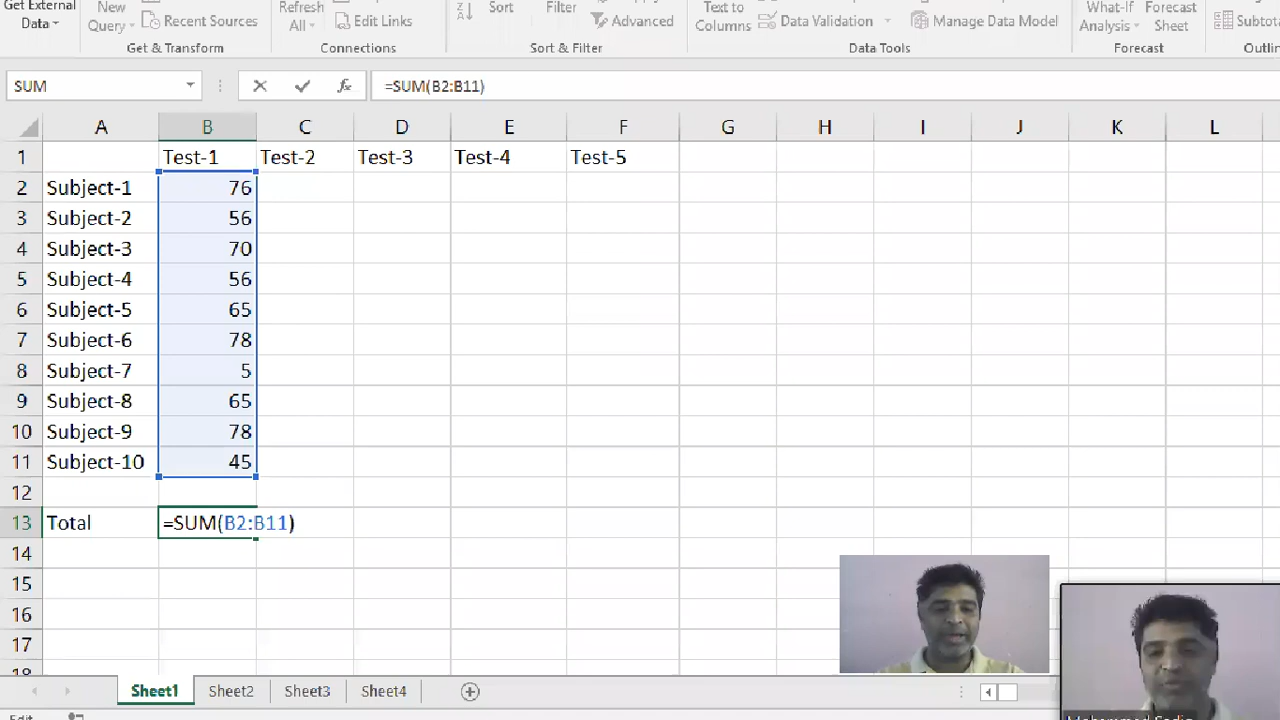 Get External
Data
New
Query
Recent Sources
Get & Transform
Refresh
All
Edit Links
Connections
Sort
Filter
Advanced
Sort & Filter
Text to
Columns
Data Validation
Manage Data Model
Data Tools
What-If
Analysis
Forecast
Sheet
Forecast
SUM
fx
=SUM(B2:B11)
A B C D E F G H I J K L
1 Test-1 Test-2 Test-3 Test-4 Test-5
2 Subject-1 76
3 Subject-2 56
4 Subject-3 70
5 Subject-4 56
6 Subject-5 65
7 Subject-6 78
8 Subject-7 5
9 Subject-8 65
10 Subject-9 78
11 Subject-10 45
12
13 Total =SUM(B2:B11)
14
15
16
17
18
Sheet1 Sheet2 Sheet3 Sheet4
Edit